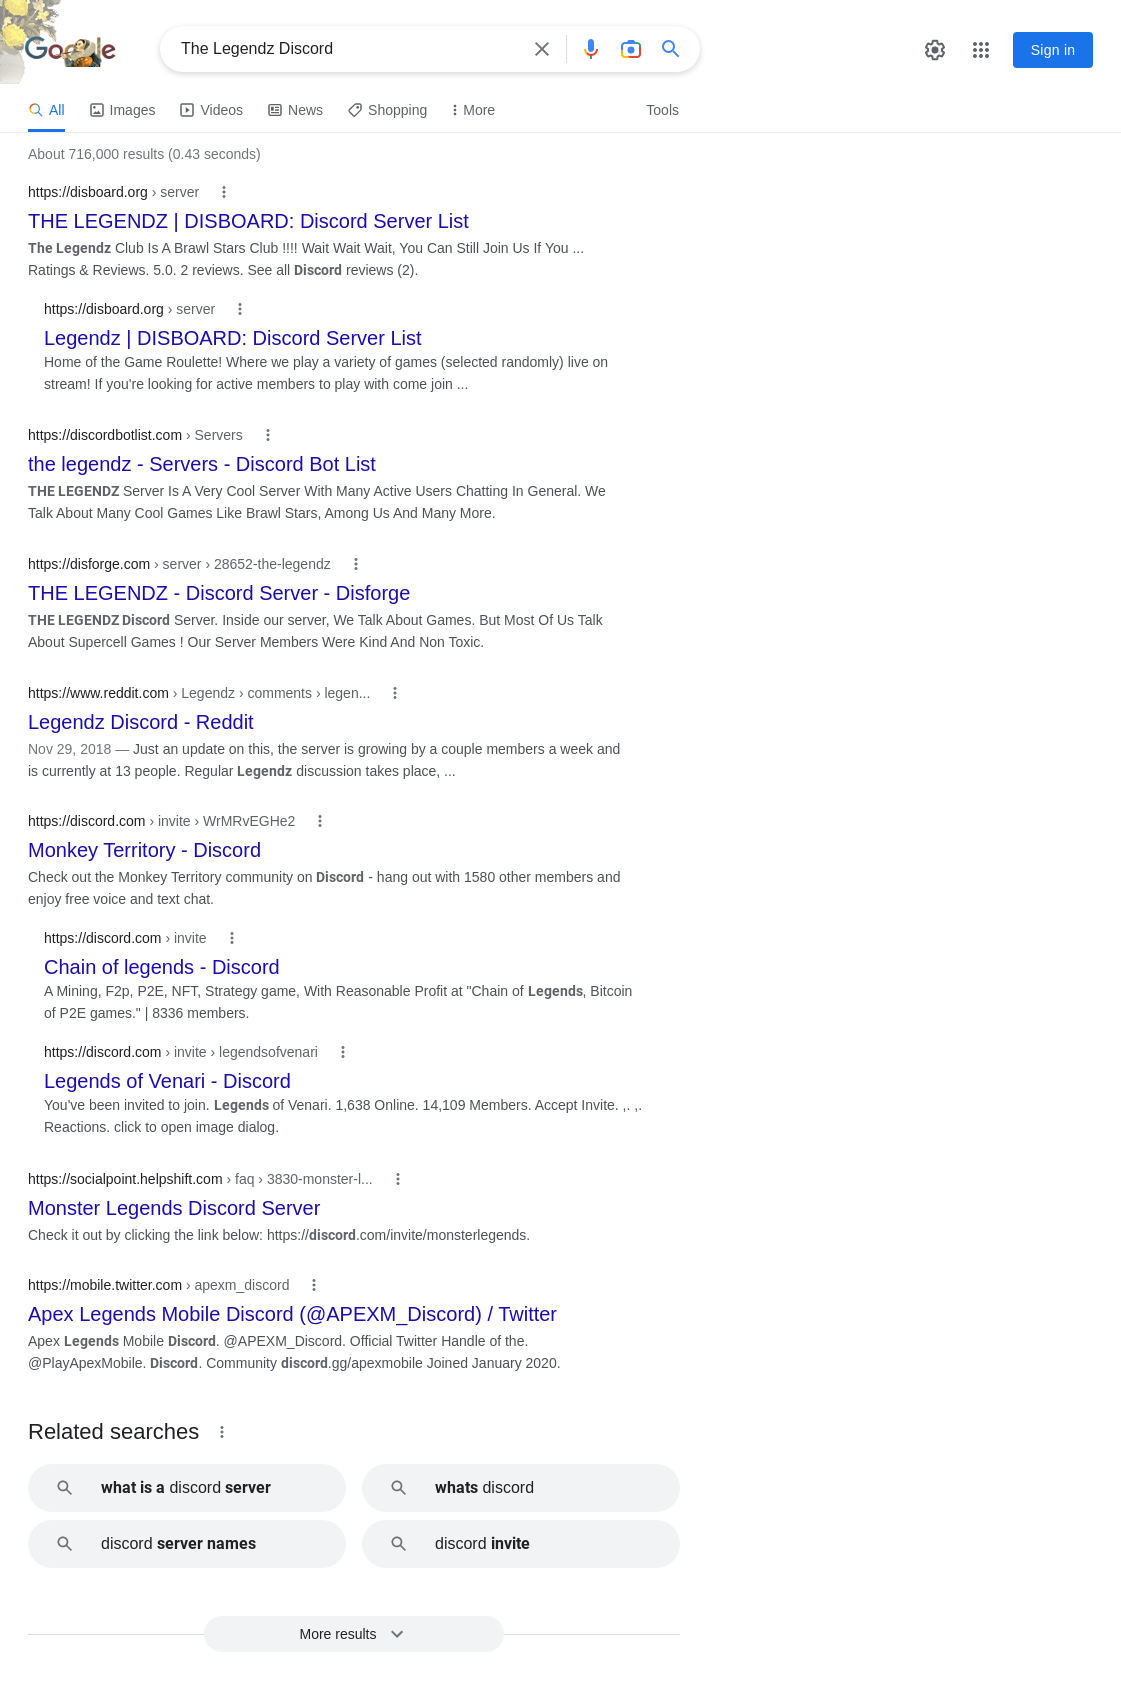 Google
The Legendz Discord
Sign in
All
Images
Videos
News
Shopping
More
Tools
About 716,000 results (0.43 seconds)
https://disboard.org › server
THE LEGENDZ | DISBOARD: Discord Server List
The Legendz Club Is A Brawl Stars Club !!!! Wait Wait Wait, You Can Still Join Us If You ...
Ratings & Reviews. 5.0. 2 reviews. See all Discord reviews (2).
https://disboard.org › server
Legendz | DISBOARD: Discord Server List
Home of the Game Roulette! Where we play a variety of games (selected randomly) live on
stream! If you're looking for active members to play with come join ...
https://discordbotlist.com › Servers
the legendz - Servers - Discord Bot List
THE LEGENDZ Server Is A Very Cool Server With Many Active Users Chatting In General. We
Talk About Many Cool Games Like Brawl Stars, Among Us And Many More.
https://disforge.com › server › 28652-the-legendz
THE LEGENDZ - Discord Server - Disforge
THE LEGENDZ Discord Server. Inside our server, We Talk About Games. But Most Of Us Talk
About Supercell Games ! Our Server Members Were Kind And Non Toxic.
https://www.reddit.com › Legendz › comments › legen...
Legendz Discord - Reddit
Nov 29, 2018 — Just an update on this, the server is growing by a couple members a week and
is currently at 13 people. Regular Legendz discussion takes place, ...
https://discord.com › invite › WrMRvEGHe2
Monkey Territory - Discord
Check out the Monkey Territory community on Discord - hang out with 1580 other members and
enjoy free voice and text chat.
https://discord.com › invite
Chain of legends - Discord
A Mining, F2p, P2E, NFT, Strategy game, With Reasonable Profit at "Chain of Legends, Bitcoin
of P2E games." | 8336 members.
https://discord.com › invite › legendsofvenari
Legends of Venari - Discord
You've been invited to join. Legends of Venari. 1,638 Online. 14,109 Members. Accept Invite. ,. ,.
Reactions. click to open image dialog.
https://socialpoint.helpshift.com › faq › 3830-monster-l...
Monster Legends Discord Server
Check it out by clicking the link below: https://discord.com/invite/monsterlegends.
https://mobile.twitter.com › apexm_discord
Apex Legends Mobile Discord (@APEXM_Discord) / Twitter
Apex Legends Mobile Discord. @APEXM_Discord. Official Twitter Handle of the.
@PlayApexMobile. Discord. Community discord.gg/apexmobile Joined January 2020.
Related searches
what is a discord server
whats discord
discord server names
discord invite
More results